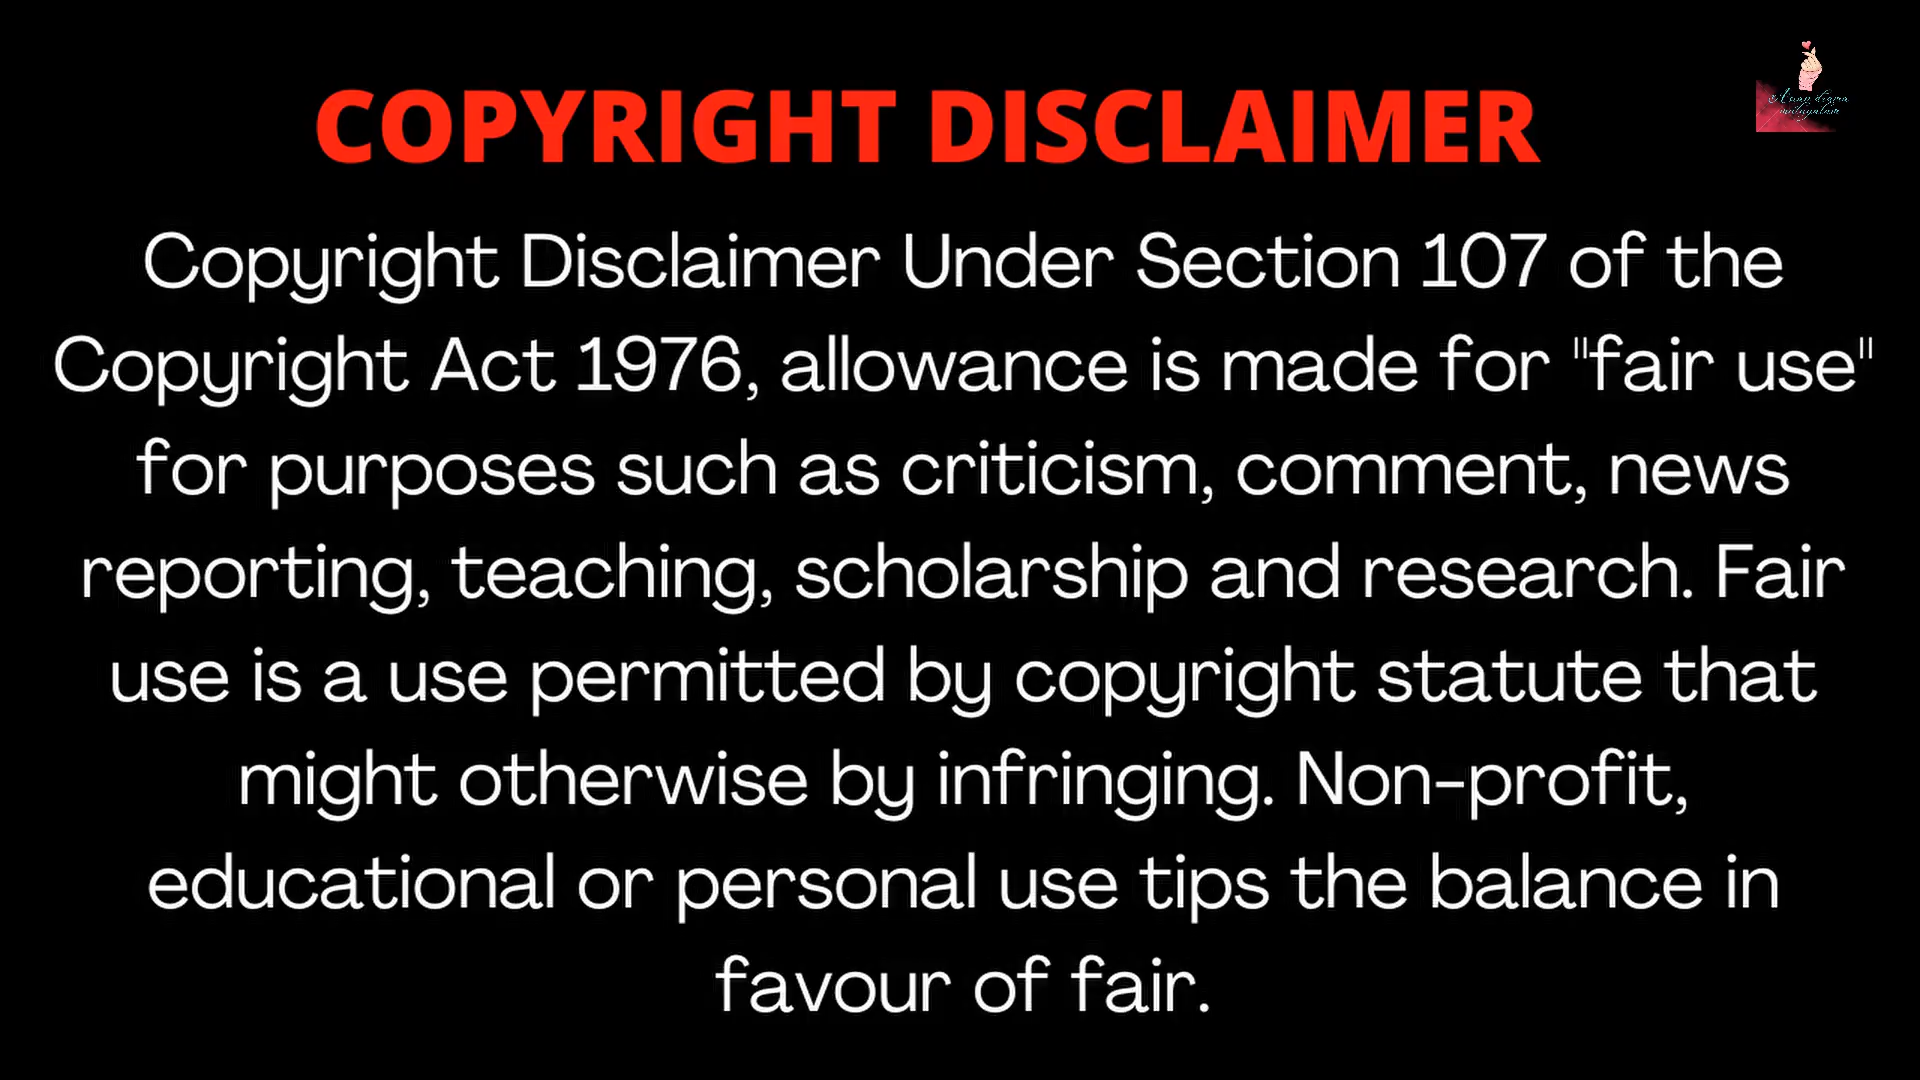 COPYRIGHT DISCLAIMER
Copyright Disclaimer Under Section 107 of the
Copyright Act 1976, allowance is made for "fair use"
for purposes such as criticism, comment, news
reporting, teaching, scholarship and research. Fair
use is a use permitted by copyright statute that
might otherwise by infringing. Non-profit,
educational or personal use tips the balance in
favour of fair.